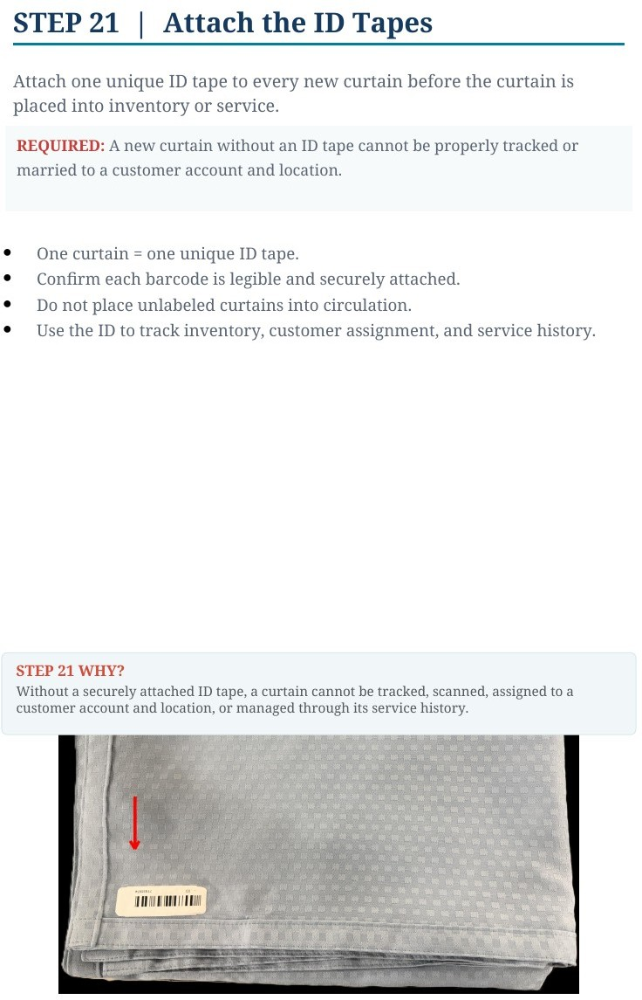 STEP 21 | Attach the ID Tapes
Attach one unique ID tape to every new curtain before the curtain is
placed into inventory or service.
REQUIRED: A new curtain without an ID tape cannot be properly tracked or
married to a customer account and location.
• One curtain = one unique ID tape.
• Confirm each barcode is legible and securely attached.
• Do not place unlabeled curtains into circulation.
• Use the ID to track inventory, customer assignment, and service history.
STEP 21 WHY?
Without a securely attached ID tape, a curtain cannot be tracked, scanned, assigned to a
customer account and location, or managed through its service history.